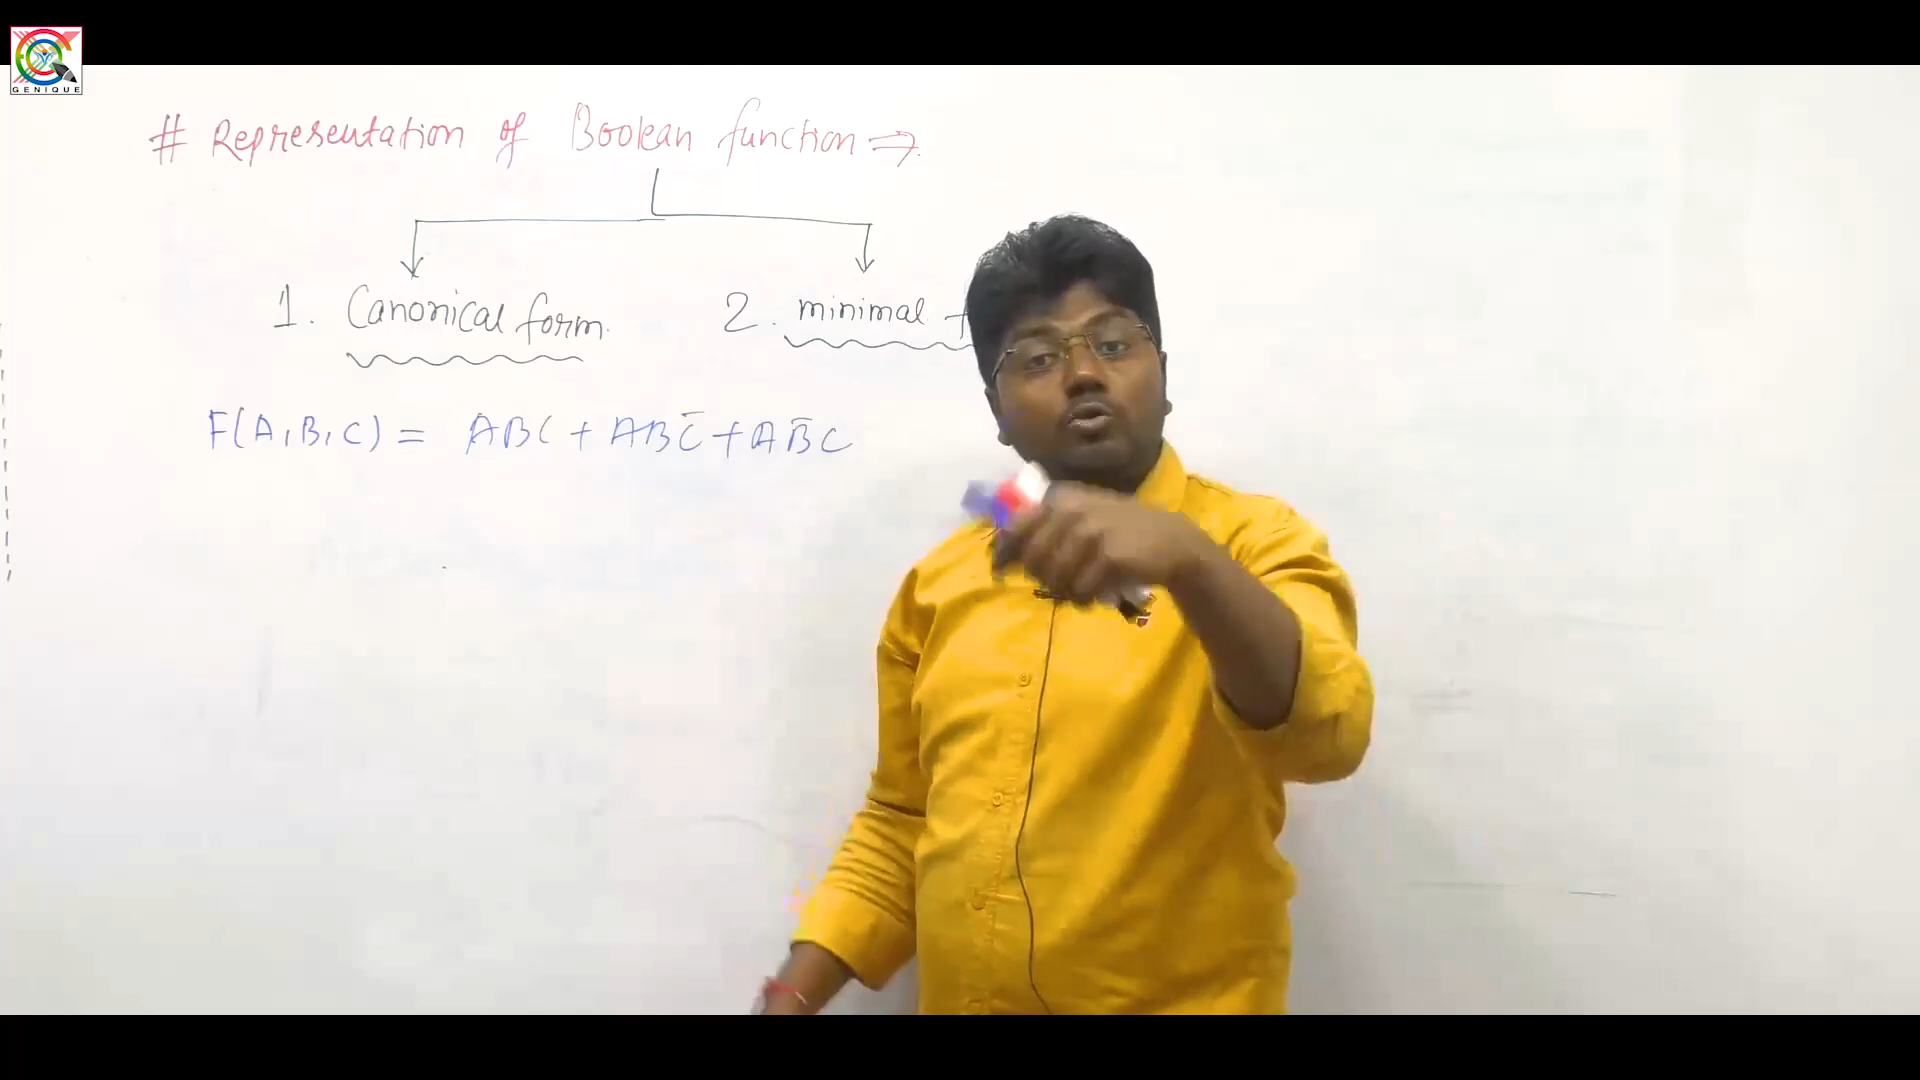 GENIQUE
# Representation of Boolean function ⇒
1. Canonical form. 2. minimal f
F(A,B,C) = ABC + ABC̄ + AB̄C